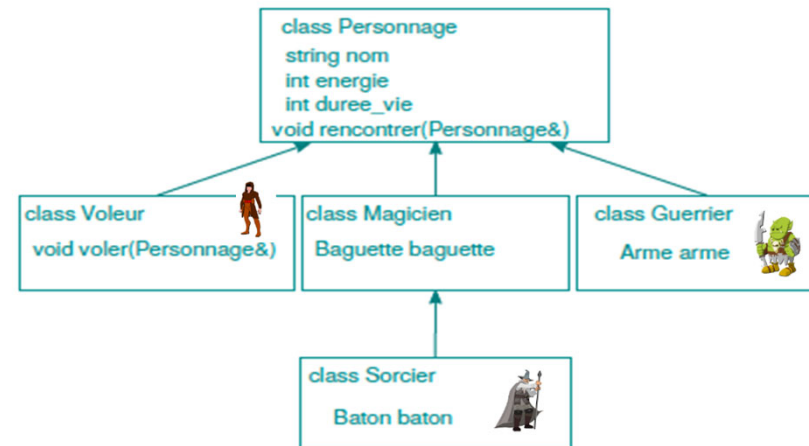 class Personnage
string nom
int energie
int duree_vie
void rencontrer(Personnage&)
class Voleur
void voler(Personnage&)
class Magicien
Baguette baguette
class Guerrier
Arme arme
class Sorcier
Baton baton